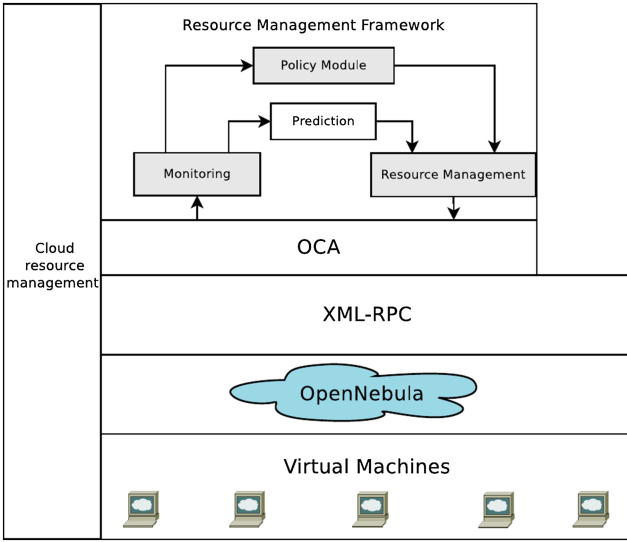 Resource Management Framework
Policy Module
Prediction
Monitoring
Resource Management
OCA
Cloud
resource
management
XML-RPC
OpenNebula
Virtual Machines